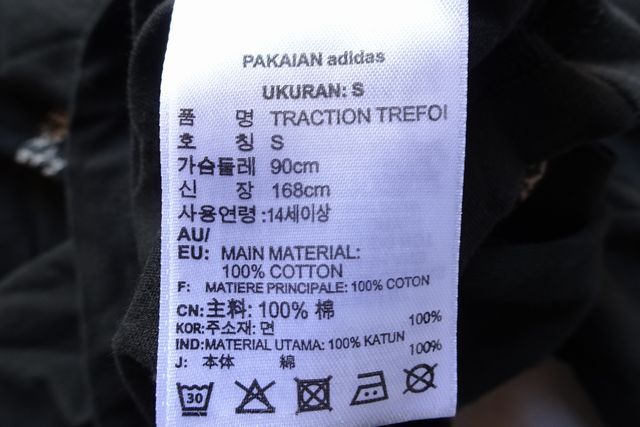 PAKAIAN adidas
UKURAN: S
품 명 TRACTION TREFOI
호 칭 S
가슴둘레 90cm
신 장 168cm
사용연령 :14세이상
AU/
EU: MAIN MATERIAL:
100% COTTON
F: MATIERE PRINCIPALE: 100% COTON
CN: 主料: 100% 棉
KOR:주소재: 면 100%
IND:MATERIAL UTAMA: 100% KATUN
J: 本体 綿 100%
30